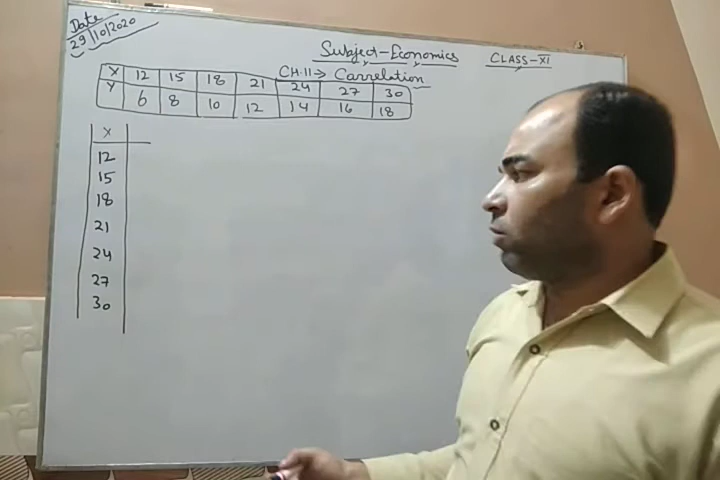 Date
29/10/2020
Subject-Economics CLASS-XI
CH.11→ Carrelation
X 12 15 18 21 24 27 30
Y 6 8 10 12 14 16 18
X
12
15
18
21
24
27
30